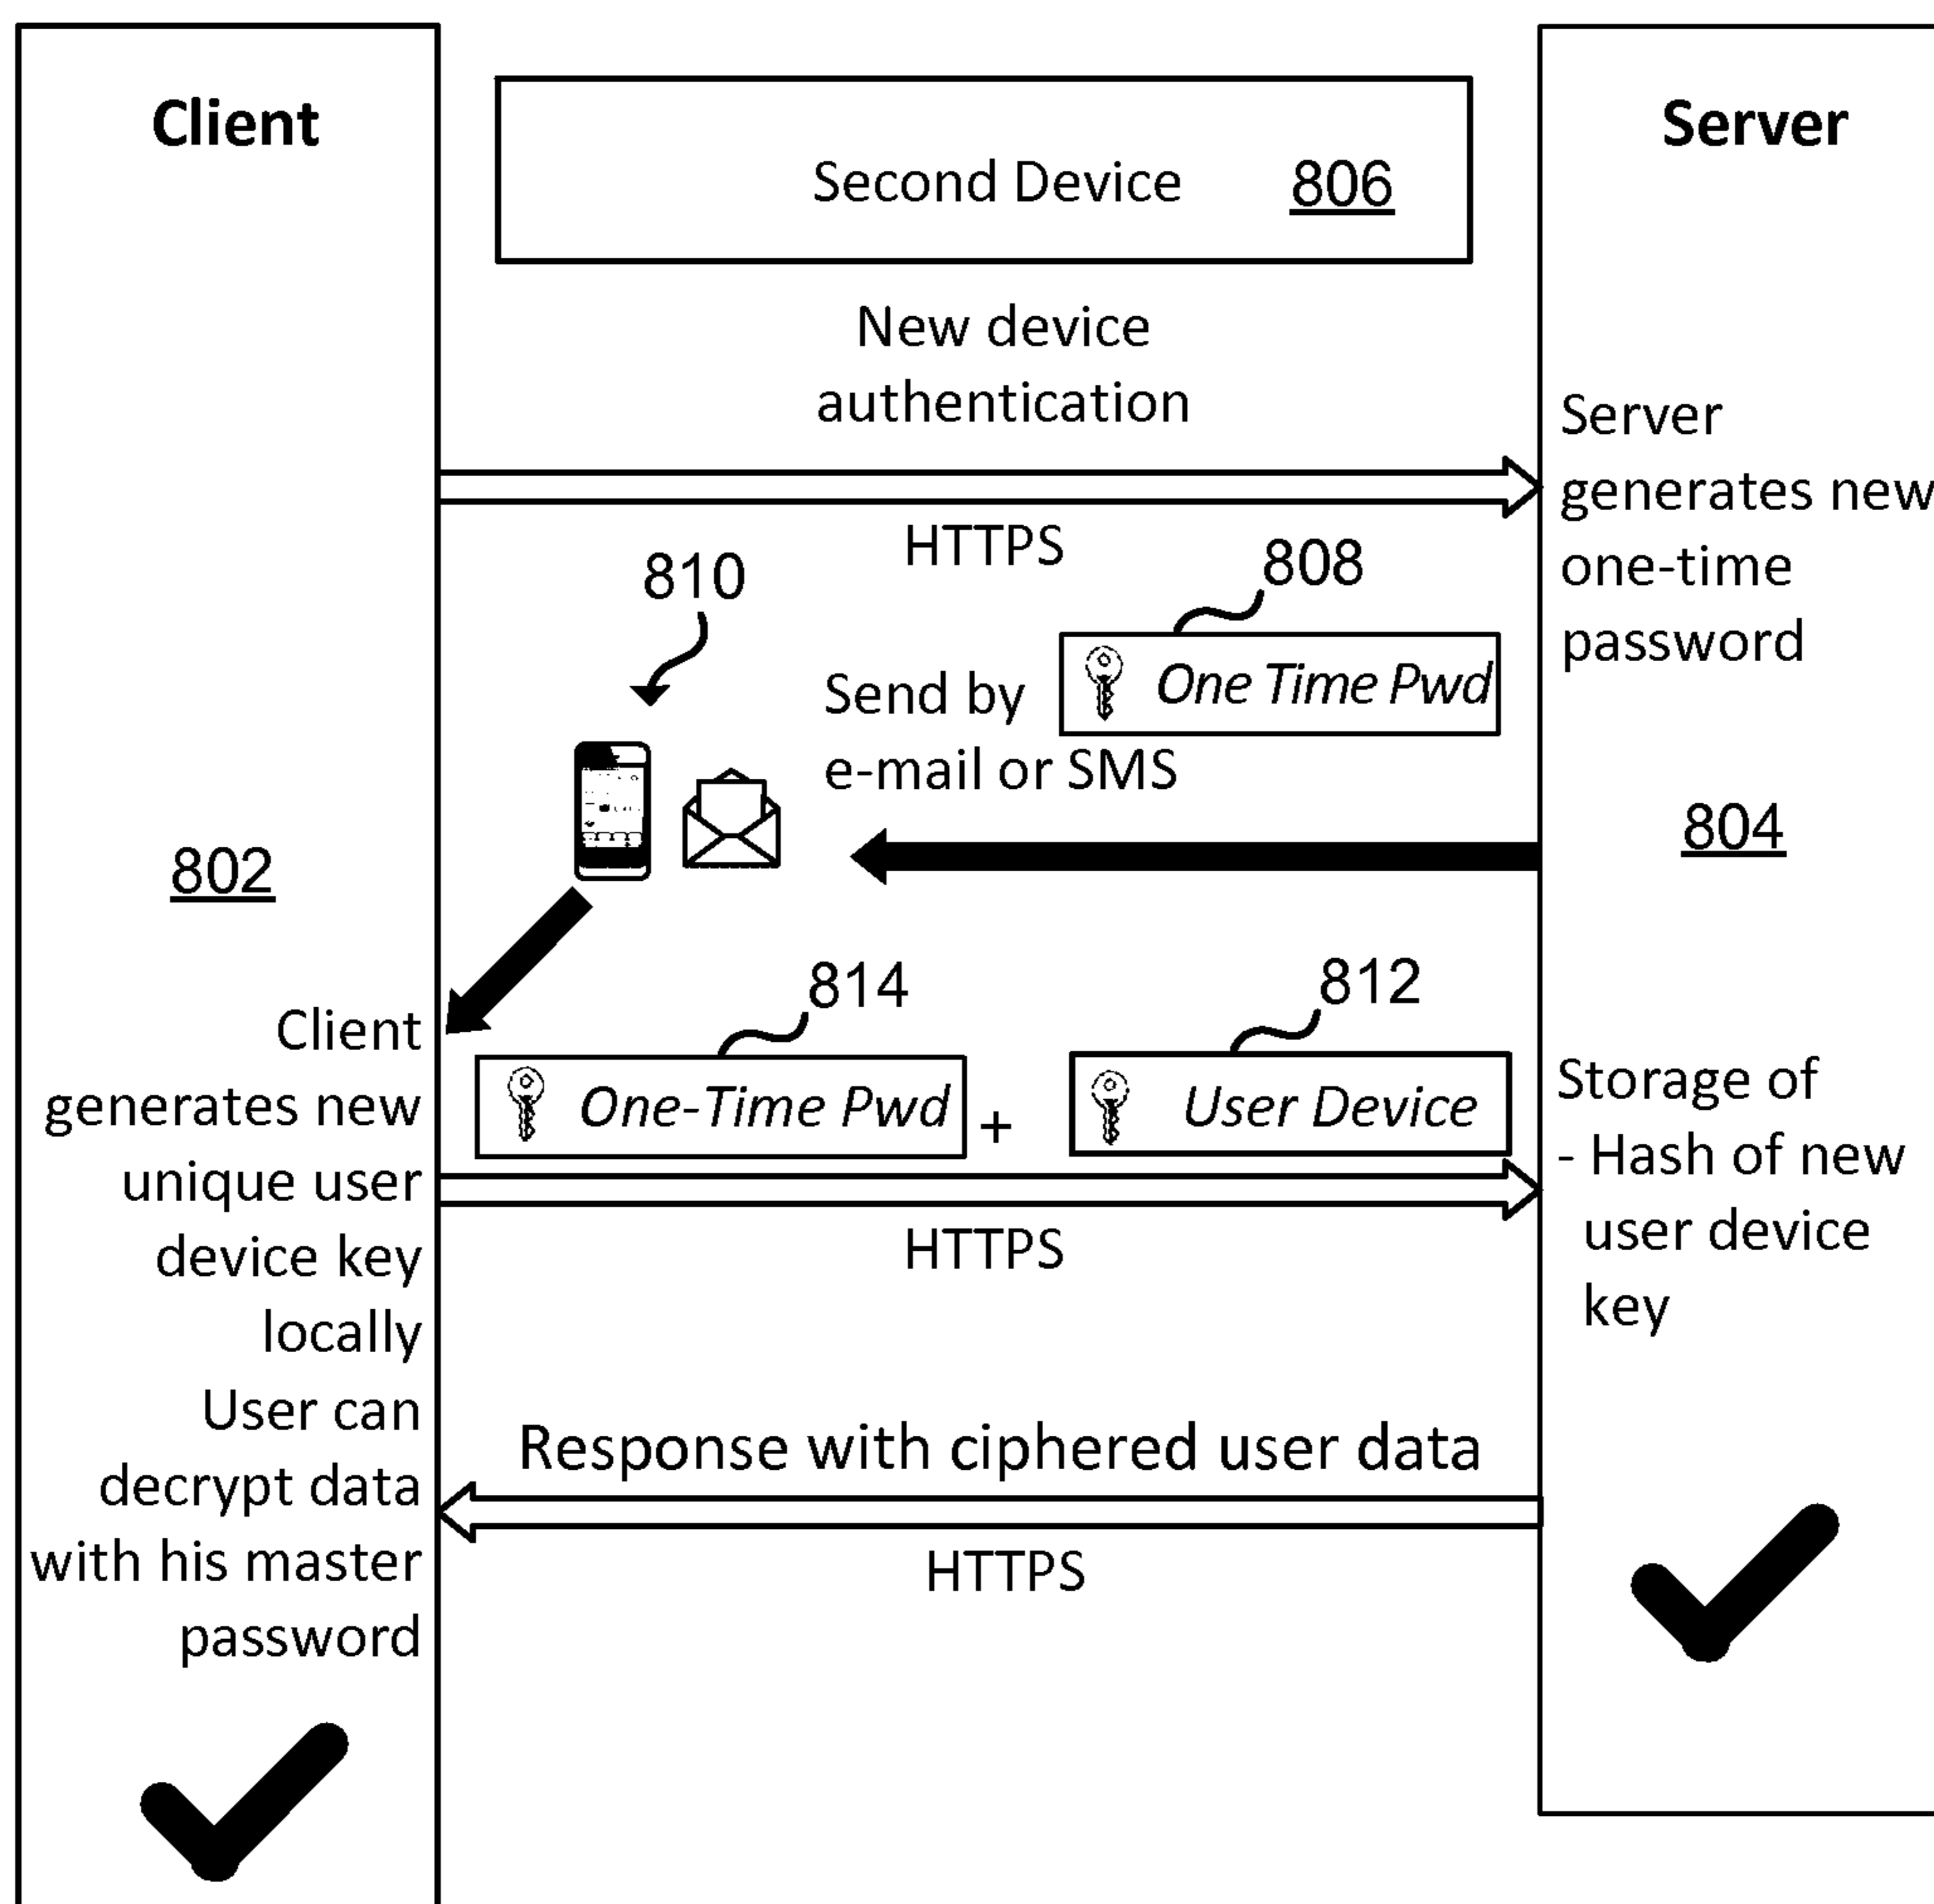 Client
Server
Second Device 806
New device
authentication
HTTPS
Server
generates new
one-time
password
810
808
One Time Pwd
Send by
e-mail or SMS
802
804
814
812
One-Time Pwd
+
User Device
HTTPS
Client
generates new
unique user
device key
locally
Storage of
- Hash of new
user device
key
User can
decrypt data
with his master
password
Response with ciphered user data
HTTPS